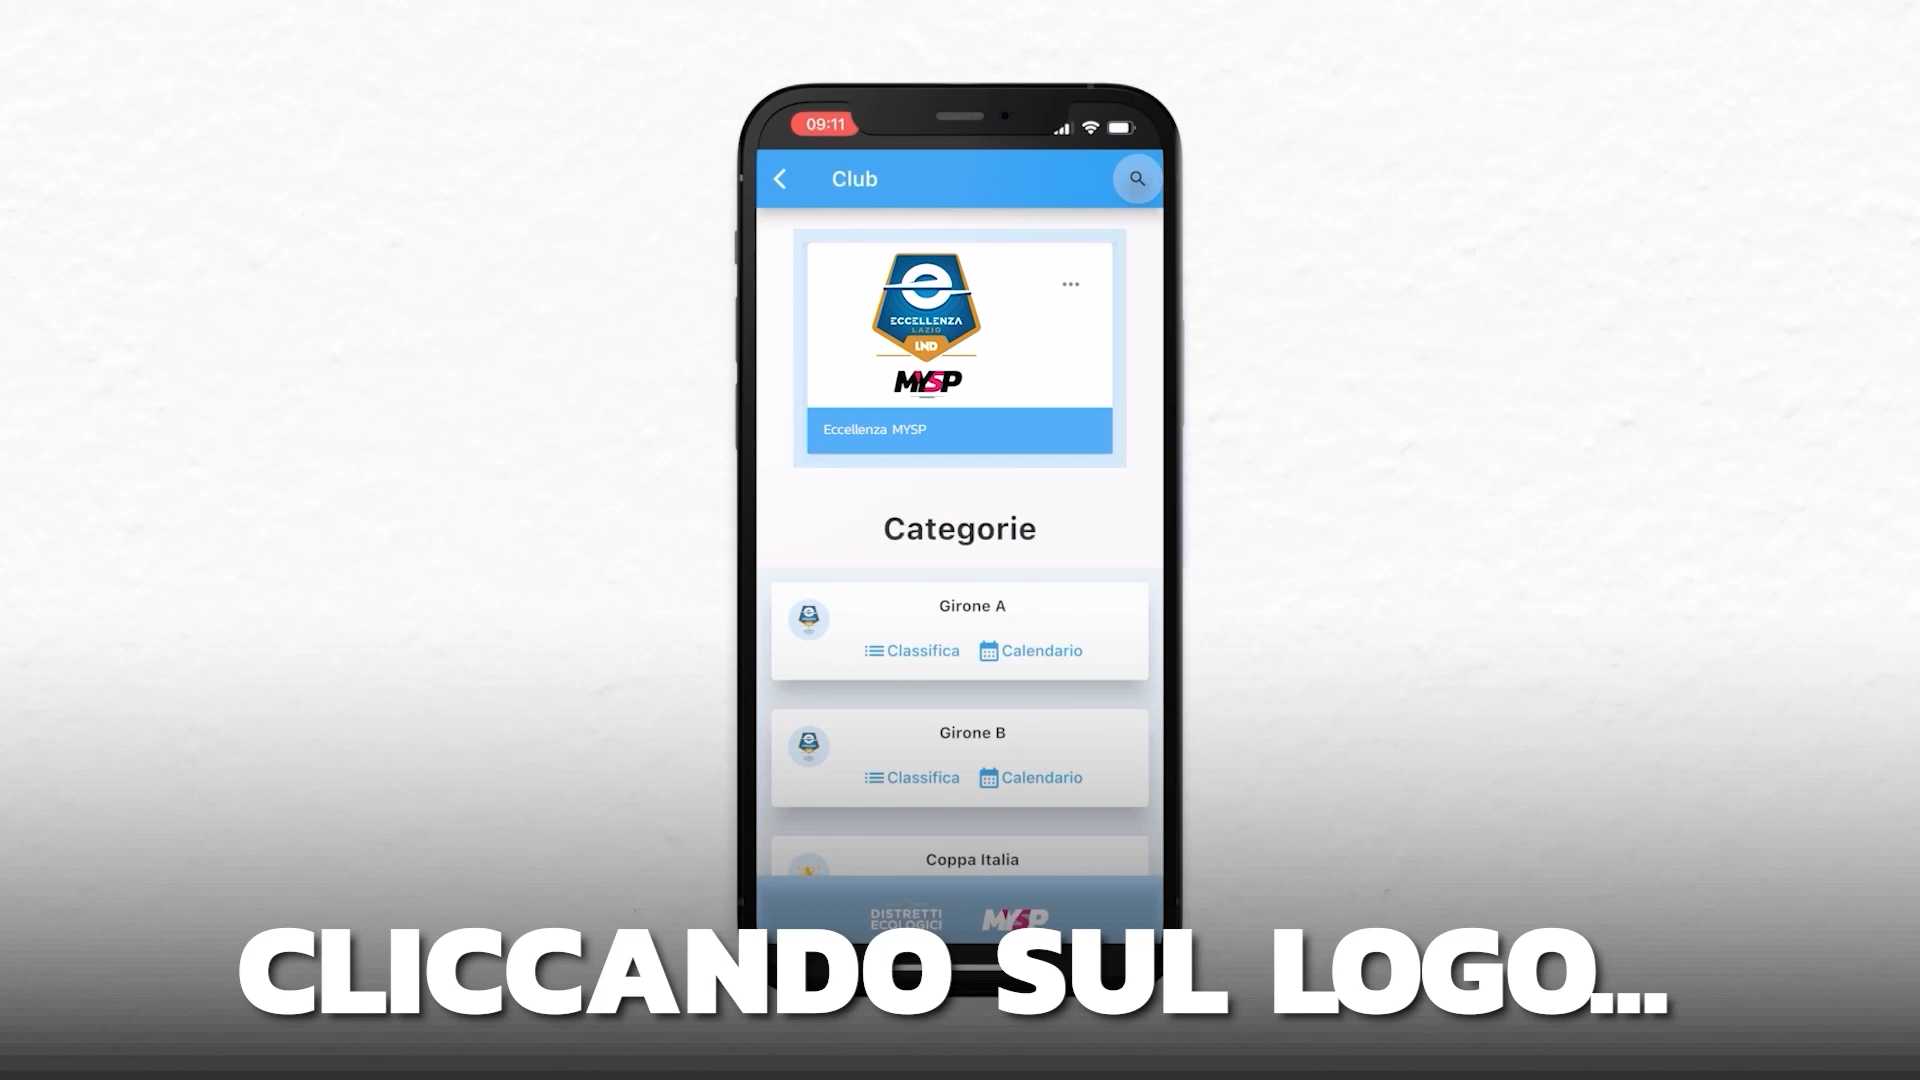 09:11
Club
e
ECCELLENZA
LAZIO
LND
MYSP
Eccellenza MYSP
Categorie
Girone A
Classifica Calendario
Girone B
Classifica Calendario
Coppa Italia
DISTRETTI
ECOLOGICI
MYSP
CLICCANDO SUL LOGO...